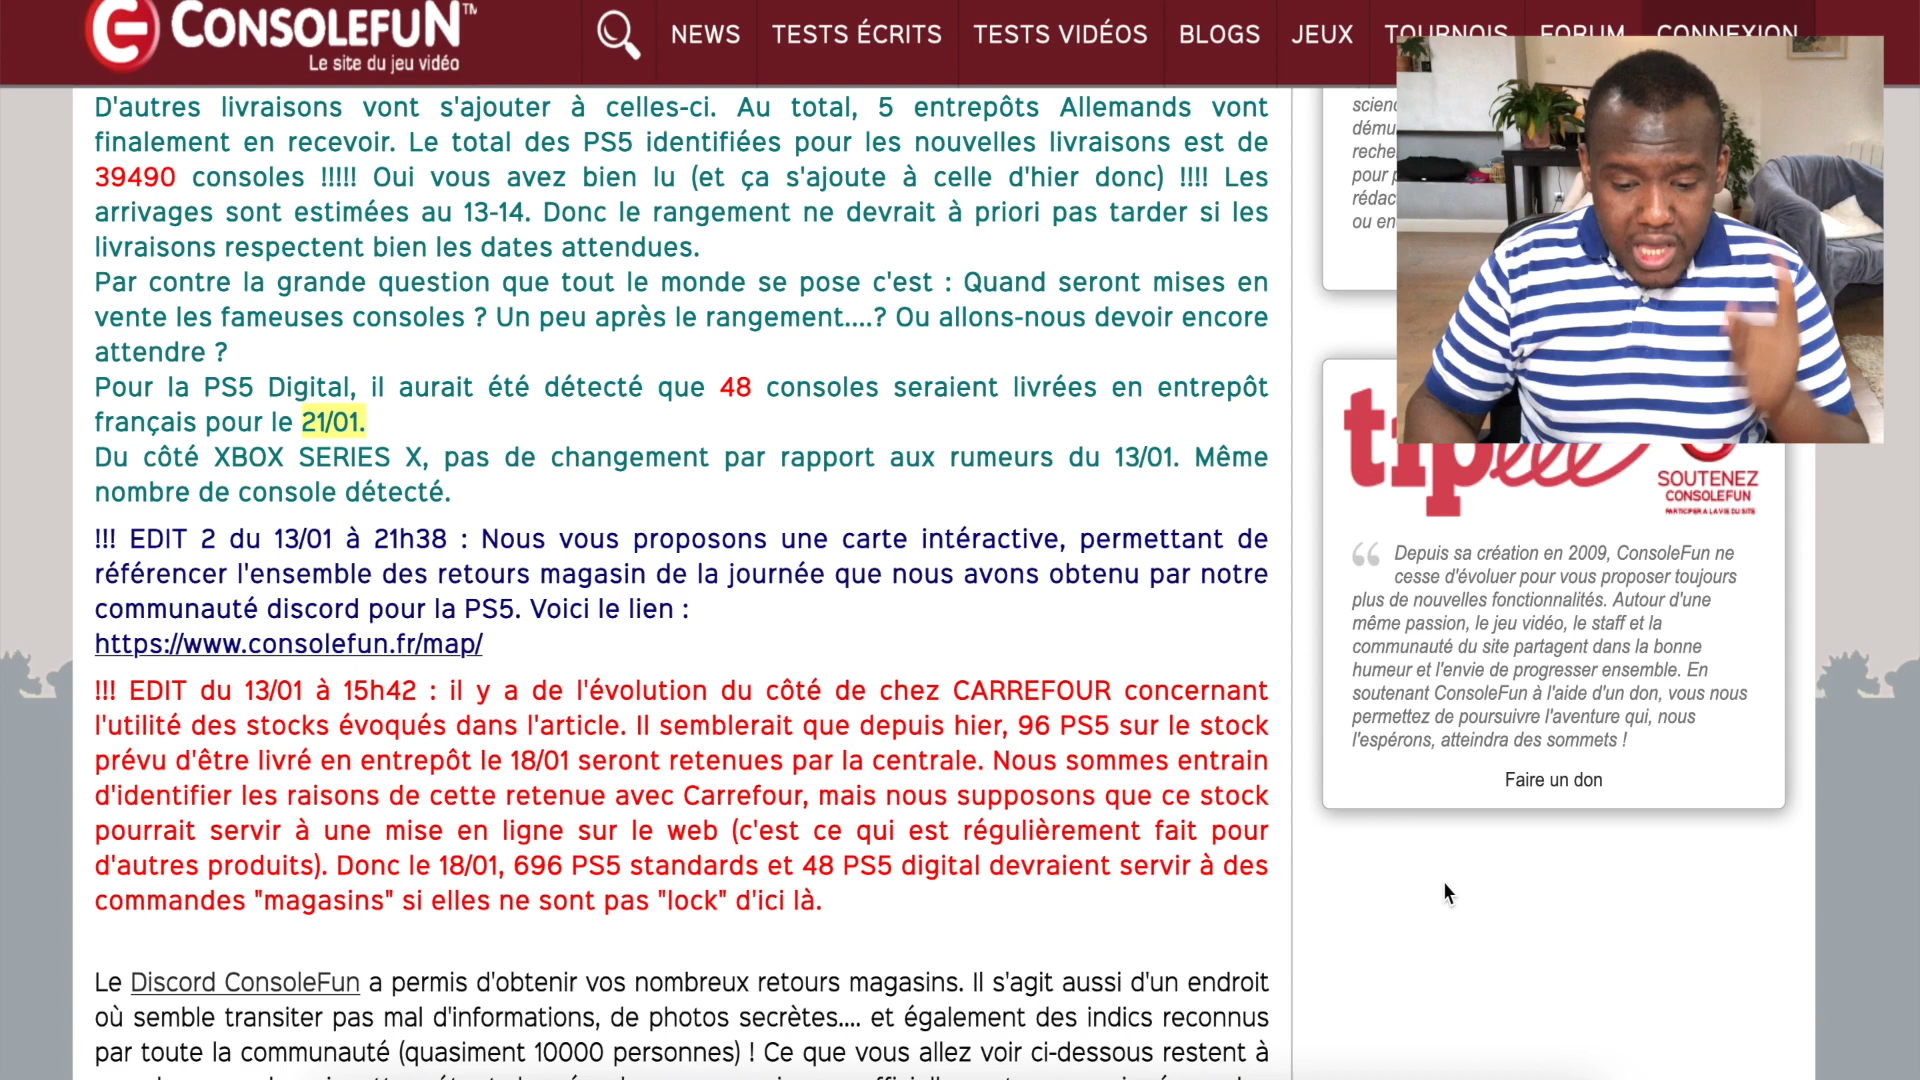 CONSOLEFUN™
Le site du jeu vidéo
NEWS TESTS ÉCRITS TESTS VIDÉOS BLOGS JEUX TOURNOIS FORUM CONNEXION
D'autres livraisons vont s'ajouter à celles-ci. Au total, 5 entrepôts Allemands vont
finalement en recevoir. Le total des PS5 identifiées pour les nouvelles livraisons est de
39490 consoles !!!!! Oui vous avez bien lu (et ça s'ajoute à celle d'hier donc) !!!! Les
arrivages sont estimées au 13-14. Donc le rangement ne devrait à priori pas tarder si les
livraisons respectent bien les dates attendues.
Par contre la grande question que tout le monde se pose c'est : Quand seront mises en
vente les fameuses consoles ? Un peu après le rangement....? Ou allons-nous devoir encore
attendre ?
Pour la PS5 Digital, il aurait été détecté que 48 consoles seraient livrées en entrepôt
français pour le 21/01.
Du côté XBOX SERIES X, pas de changement par rapport aux rumeurs du 13/01. Même
nombre de console détecté.
!!! EDIT 2 du 13/01 à 21h38 : Nous vous proposons une carte intéractive, permettant de
référencer l'ensemble des retours magasin de la journée que nous avons obtenu par notre
communauté discord pour la PS5. Voici le lien :
https://www.consolefun.fr/map/
!!! EDIT du 13/01 à 15h42 : il y a de l'évolution du côté de chez CARREFOUR concernant
l'utilité des stocks évoqués dans l'article. Il semblerait que depuis hier, 96 PS5 sur le stock
prévu d'être livré en entrepôt le 18/01 seront retenues par la centrale. Nous sommes entrain
d'identifier les raisons de cette retenue avec Carrefour, mais nous supposons que ce stock
pourrait servir à une mise en ligne sur le web (c'est ce qui est régulièrement fait pour
d'autres produits). Donc le 18/01, 696 PS5 standards et 48 PS5 digital devraient servir à des
commandes "magasins" si elles ne sont pas "lock" d'ici là.
Le Discord ConsoleFun a permis d'obtenir vos nombreux retours magasins. Il s'agit aussi d'un endroit
où semble transiter pas mal d'informations, de photos secrètes.... et également des indics reconnus
par toute la communauté (quasiment 10000 personnes) ! Ce que vous allez voir ci-dessous restent à
pour
ou en
tipeee
SOUTENEZ
CONSOLEFUN
PARTICIPER A LA VIE DU SITE
Depuis sa création en 2009, ConsoleFun ne
cesse d'évoluer pour vous proposer toujours
plus de nouvelles fonctionnalités. Autour d'une
même passion, le jeu vidéo, le staff et la
communauté du site partagent dans la bonne
humeur et l'envie de progresser ensemble. En
soutenant ConsoleFun à l'aide d'un don, vous nous
permettez de poursuivre l'aventure qui, nous
l'espérons, atteindra des sommets !
Faire un don